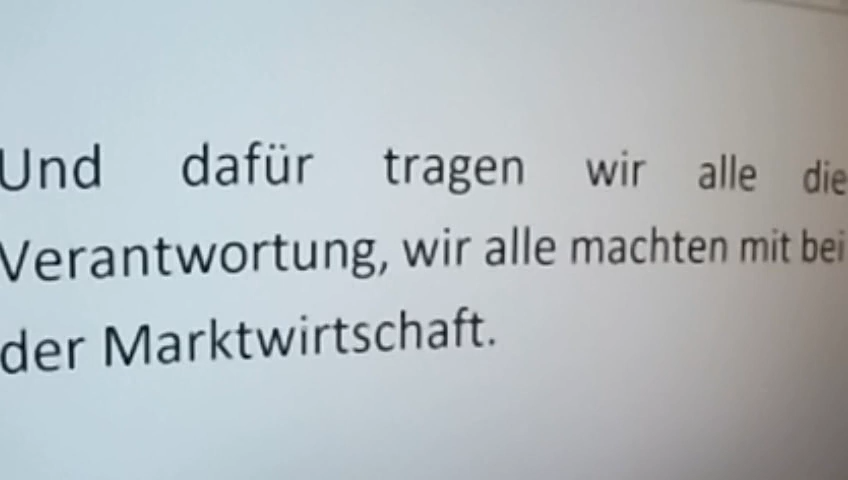 Und dafür tragen wir alle die
Verantwortung, wir alle machten mit bei
der Marktwirtschaft.